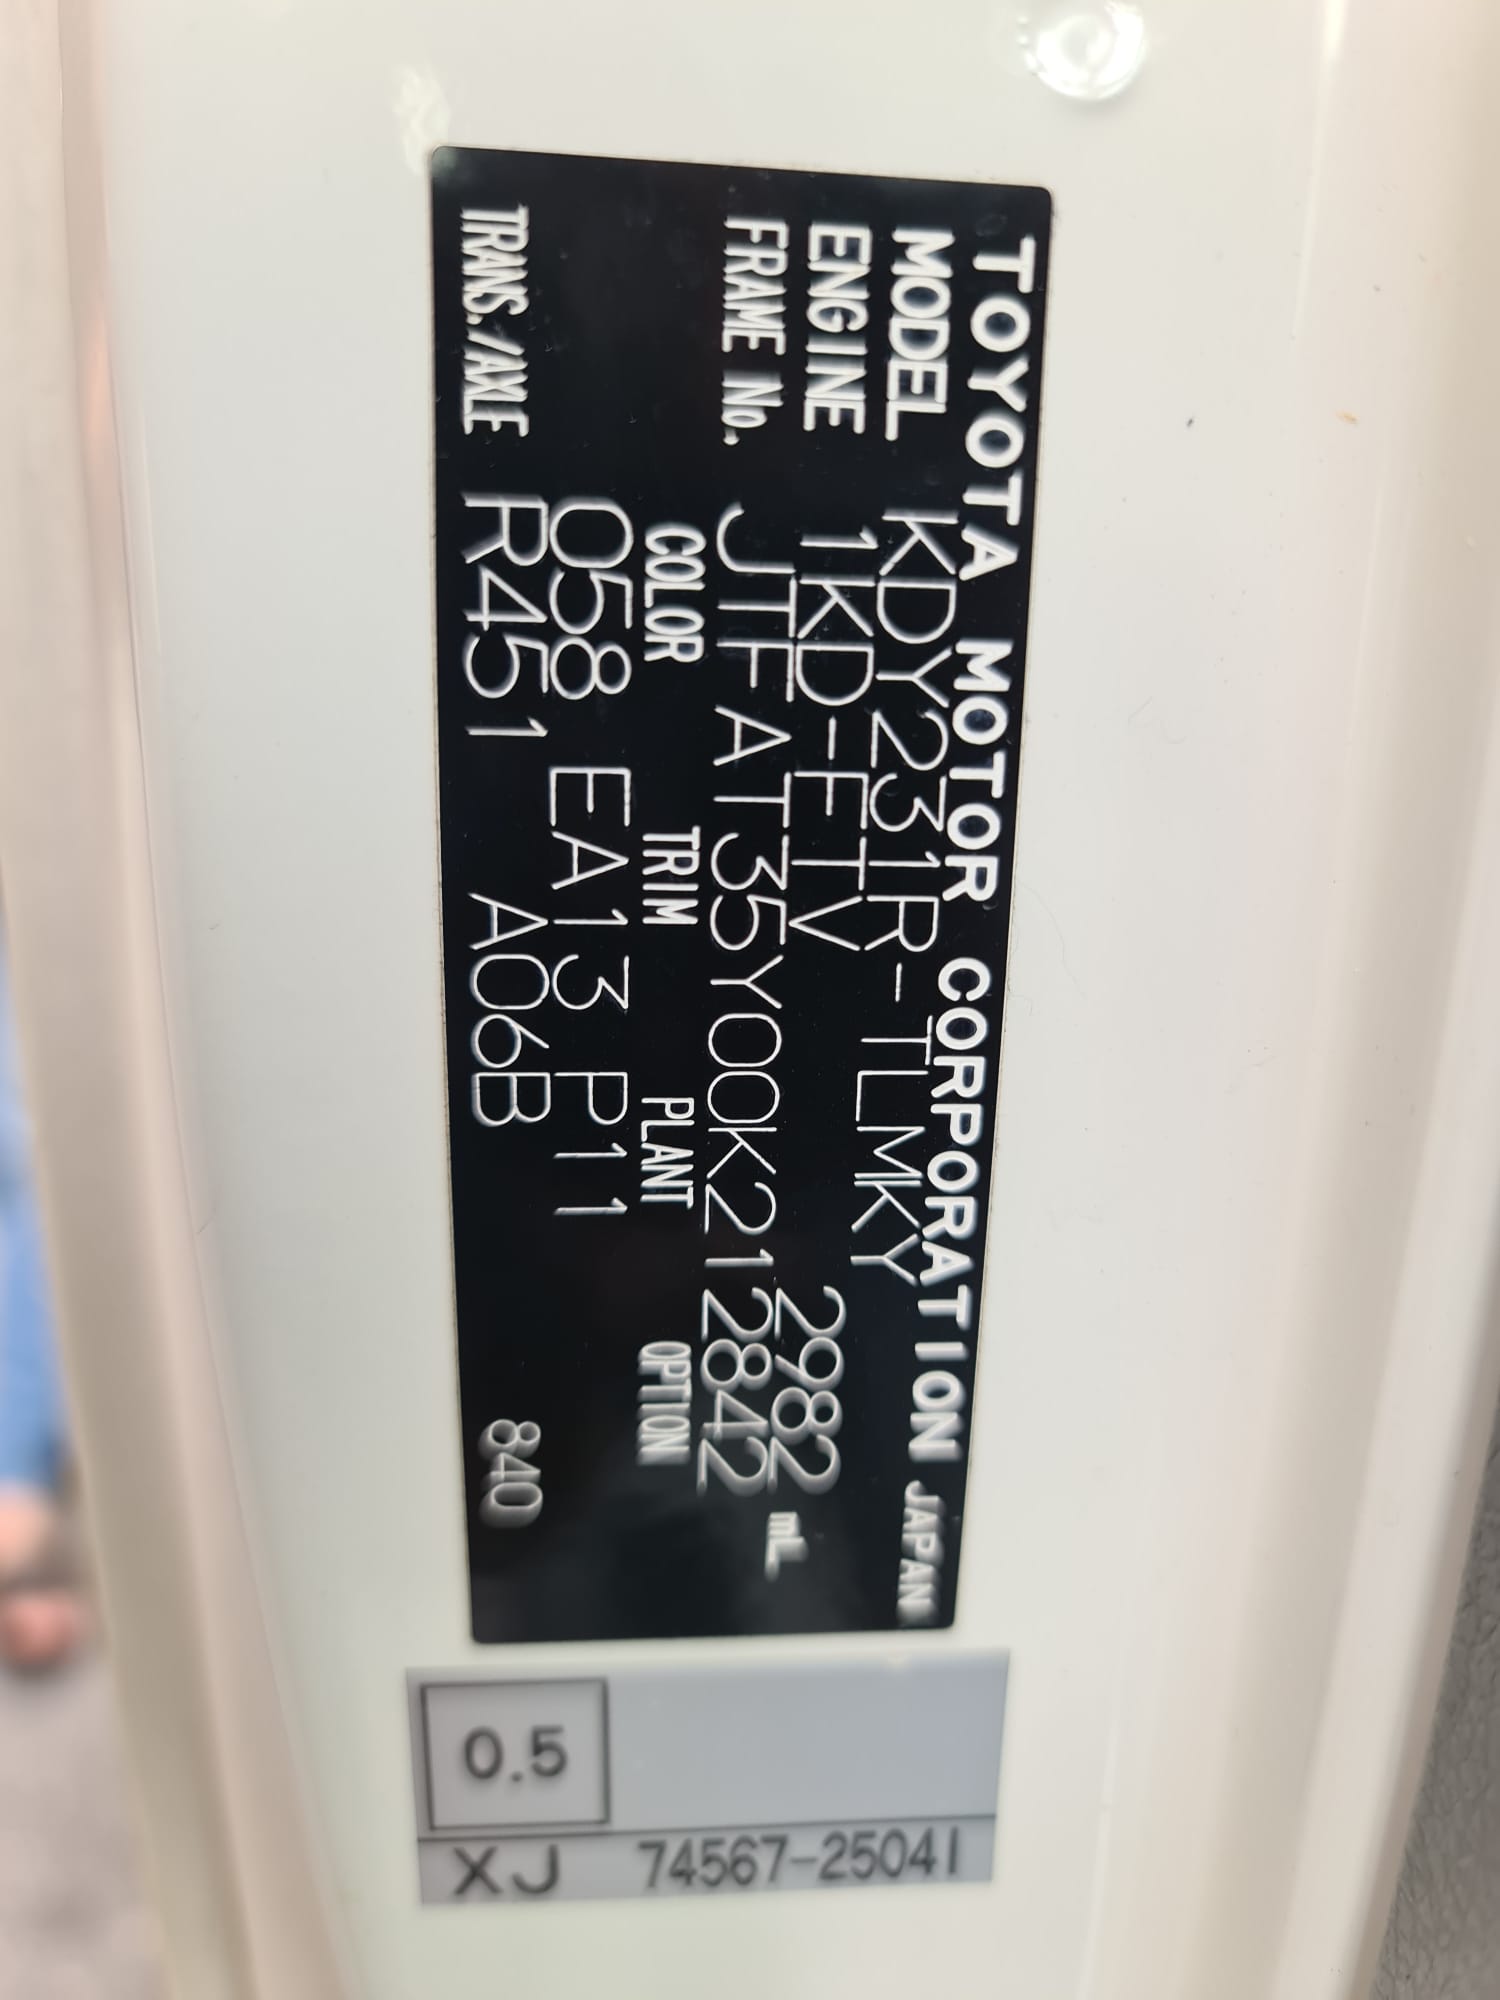 TOYOTA MOTOR CORPORATION JAPAN
MODEL KDY231R-TLMKY
ENGINE 1KD-FTV 2982 mL
FRAME No. JTFAT35Y00K212842
COLOR TRIM PLANT OPTION
058 EA13 P11
TRANS./AXLE R451 A06B 840
0.5
XJ 74567-25041